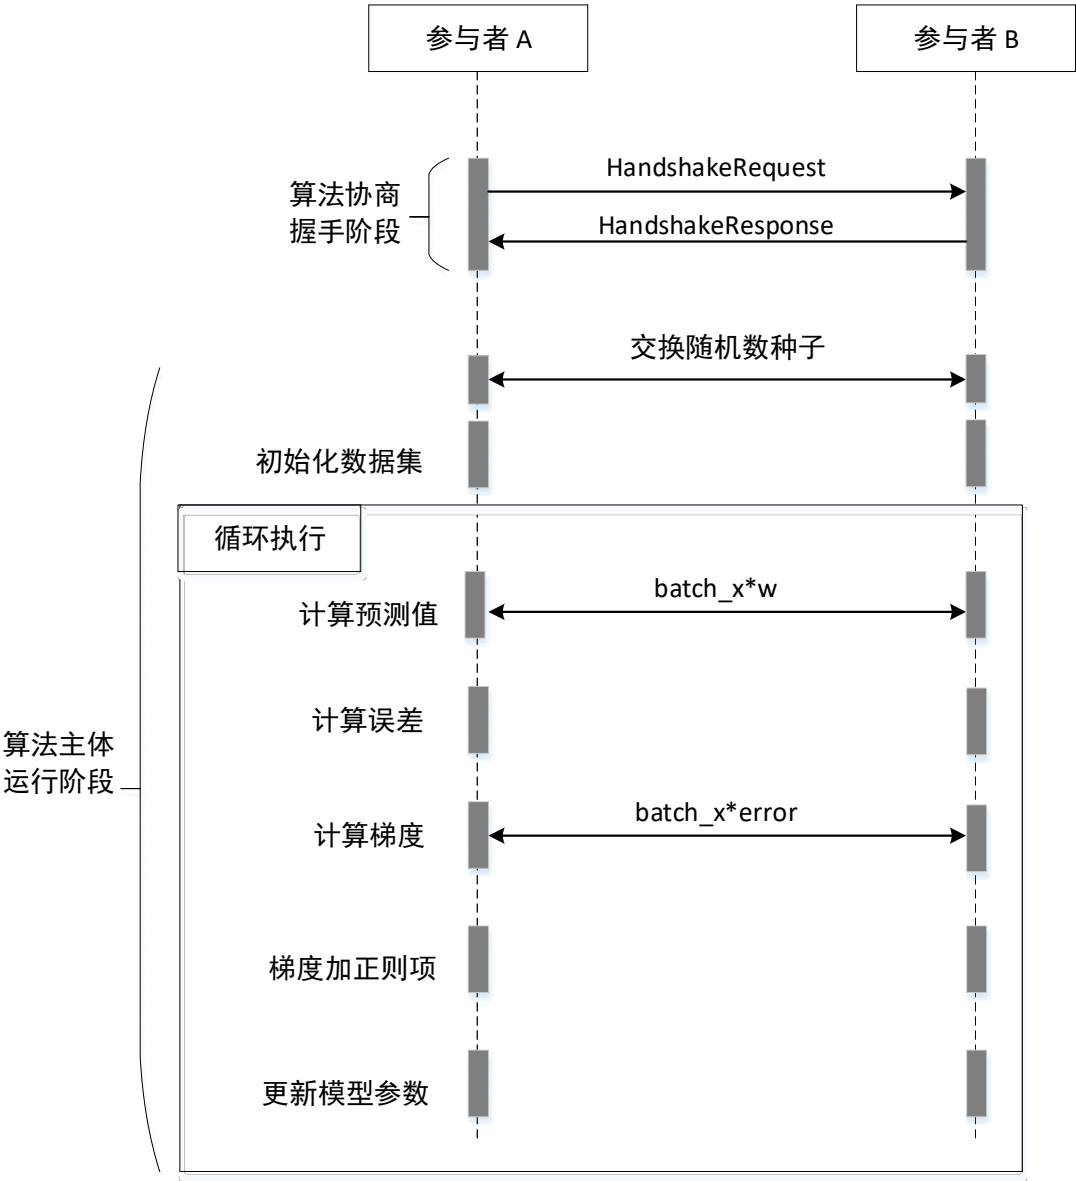 参与者 A
参与者 B
HandshakeRequest
算法协商
握手阶段
HandshakeResponse
交换随机数种子
初始化数据集
循环执行
batch_x*w
计算预测值
计算误差
算法主体
运行阶段
batch_x*error
计算梯度
梯度加正则项
更新模型参数